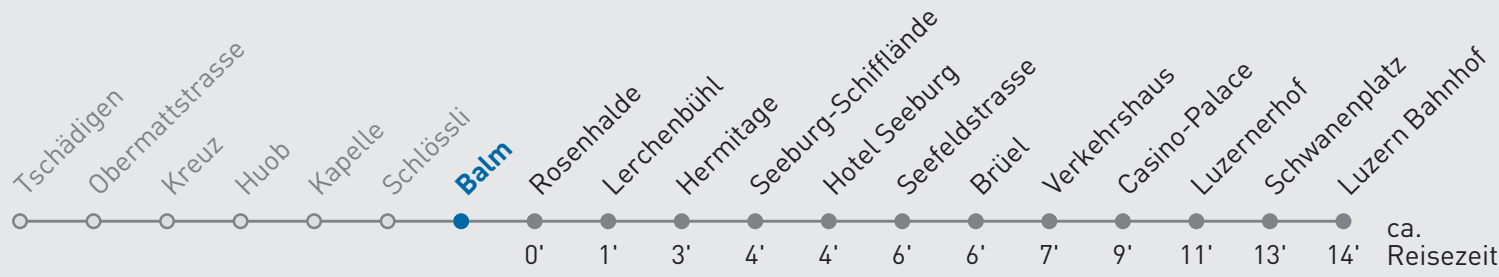 Tschädigen
Obermattstrasse
Kreuz
Huob
Kapelle
Schlössli
Balm
Rosenhalde
Lerchenbühl
Hermitage
Seeburg-Schifflände
Hotel Seeburg
Seefeldstrasse
Brüel
Verkehrshaus
Casino-Palace
Luzernerhof
Schwanenplatz
Luzern Bahnhof
0' 1' 3' 4' 4' 6' 6' 7' 9' 11' 13' 14'
ca.
Reisezeit